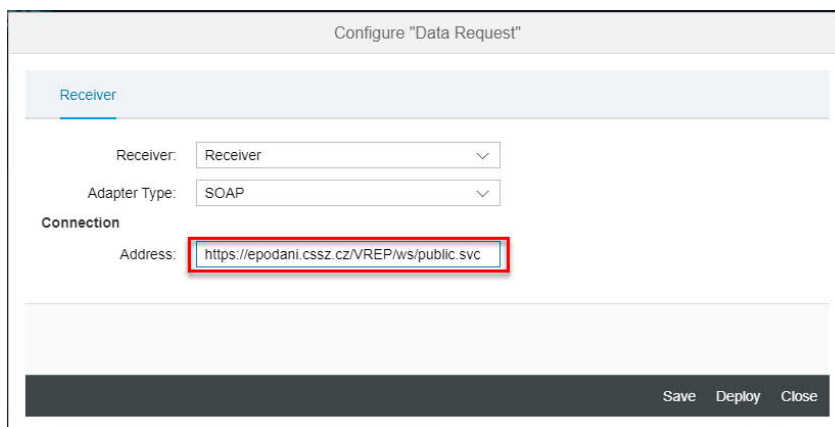 Configure "Data Request"
Receiver
Receiver: Receiver
Adapter Type: SOAP
Connection
Address: https://epodani.cssz.cz/VREP/ws/public.svc
Save Deploy Close